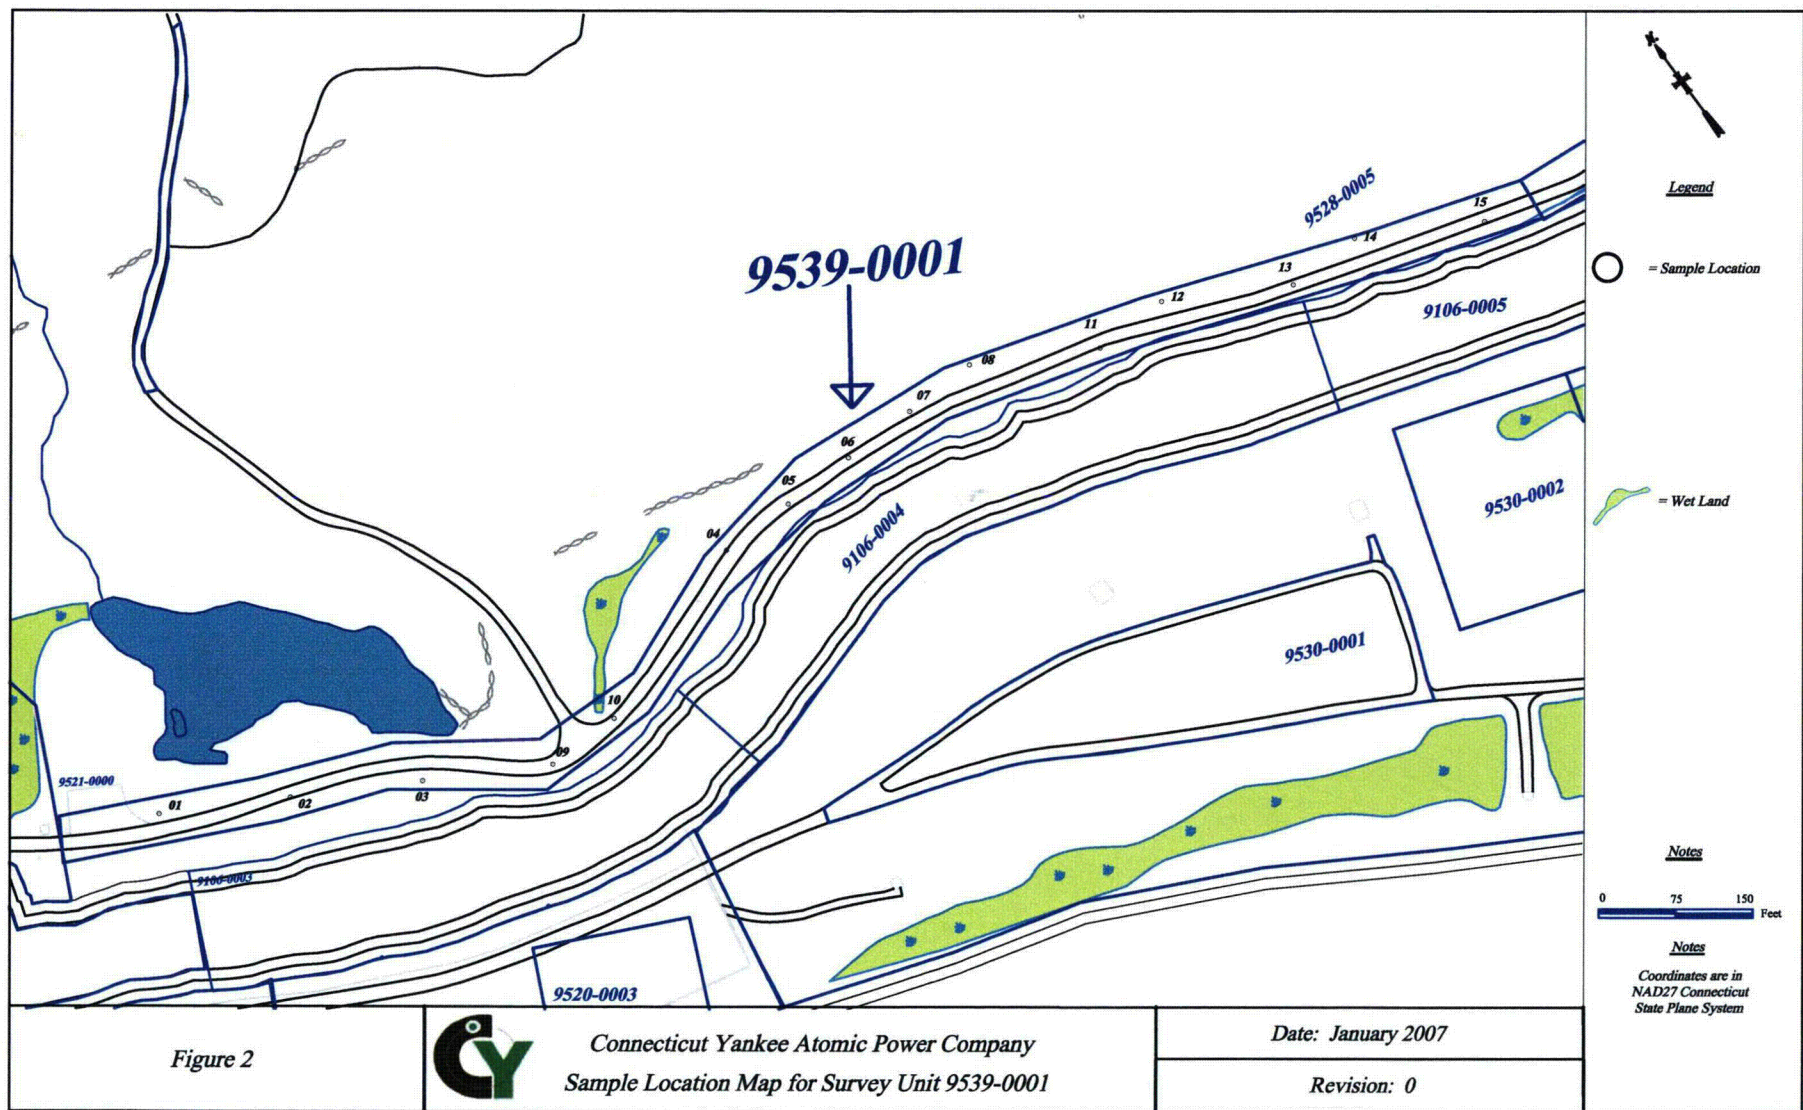 9539-0001
9528-0005
15
14
13
12
11
08
07
06
05
04
10
09
03
02
01
9106-0005
9530-0002
9106-0004
9530-0001
9521-0000
9106-0003
9520-0003
Legend
= Sample Location
= Wet Land
Notes
0 75 150
Feet
Notes
Coordinates are in
NAD27 Connecticut
State Plane System
Figure 2
CY
Connecticut Yankee Atomic Power Company
Sample Location Map for Survey Unit 9539-0001
Date: January 2007
Revision: 0